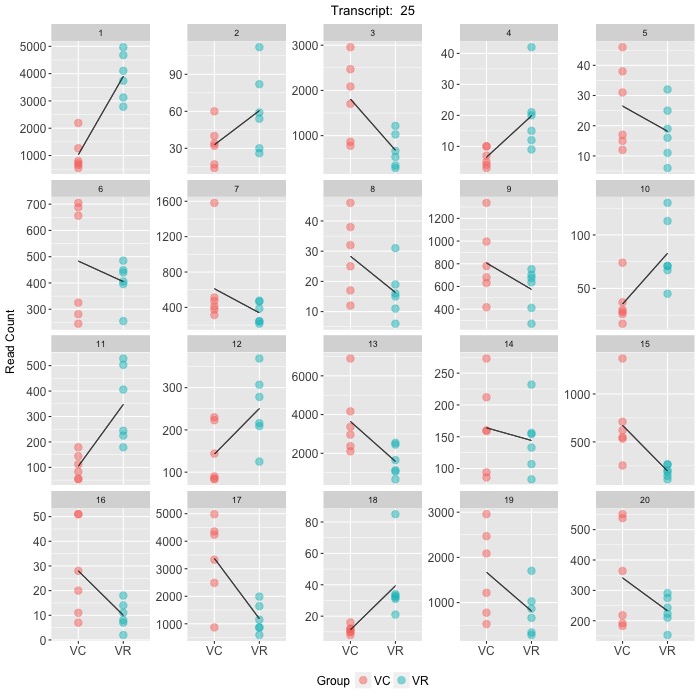 Transcript: 25
1 2 3 4 5
5000 4000 3000 2000 1000
90 60 30
3000 2000 1000
40 30 20 10
40 30 20 10
6 7 8 9 10
700 600 500 400 300
1600 1200 800 400
40 30 20 10
1200 1000 800 600 400
100 50
11 12 13 14 15
500 400 300 200 100
300 200 100
6000 4000 2000
250 200 150 100
1000 500
16 17 18 19 20
50 40 30 20 10 0
5000 4000 3000 2000 1000
80 60 40 20
3000 2000 1000
500 400 300 200
VC VR VC VR VC VR VC VR VC VR
Read Count
Group VC VR